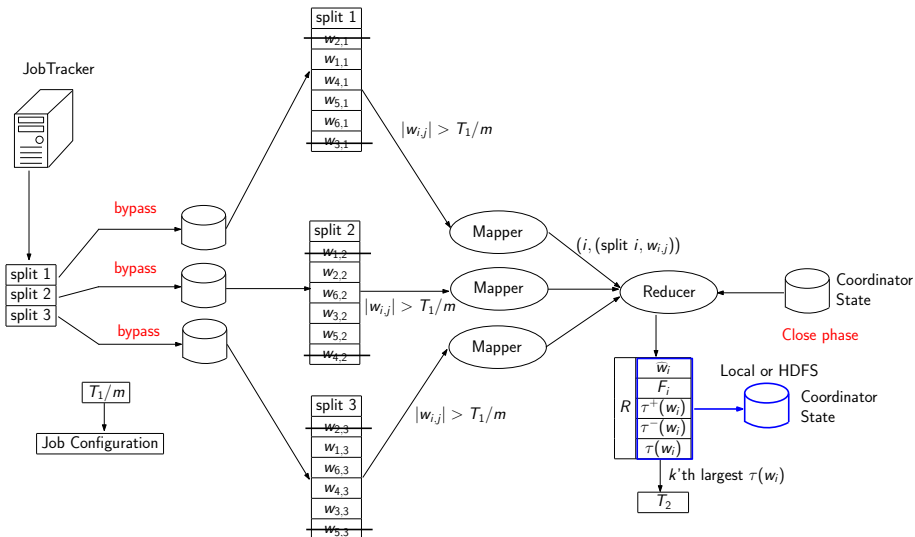 JobTracker
split 1
split 2
split 3
bypass
bypass
bypass
T₁/m
Job Configuration
split 1
w₂,₁
w₁,₁
w₄,₁
w₅,₁
w₆,₁
w₃,₁
split 2
w₁,₂
w₂,₂
w₆,₂
w₃,₂
w₅,₂
w₄,₂
split 3
w₂,₃
w₁,₃
w₆,₃
w₄,₃
w₃,₃
w₅,₃
|wᵢ,ⱼ| > T₁/m
|wᵢ,ⱼ| > T₁/m
|wᵢ,ⱼ| > T₁/m
Mapper
Mapper
Mapper
(i, (split i, wᵢ,ⱼ))
Reducer
Coordinator
State
Close phase
R
ŵᵢ
Fᵢ
τ⁺(wᵢ)
τ⁻(wᵢ)
τ(wᵢ)
Local or HDFS
Coordinator
State
k'th largest τ(wᵢ)
T₂